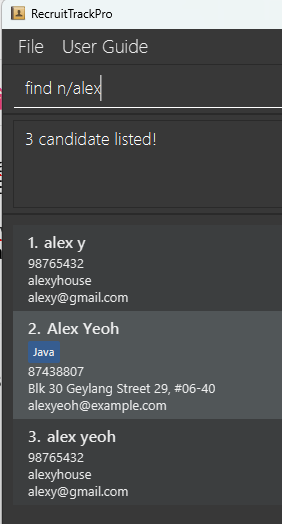 RecruitTrackPro
File User Guide
find n/alex
3 candidate listed!
1. alex y
98765432
alexyhouse
alexy@gmail.com
2. Alex Yeoh
Java
87438807
Blk 30 Geylang Street 29, #06-40
alexyeoh@example.com
3. alex yeoh
98765432
alexyhouse
alexy@gmail.com